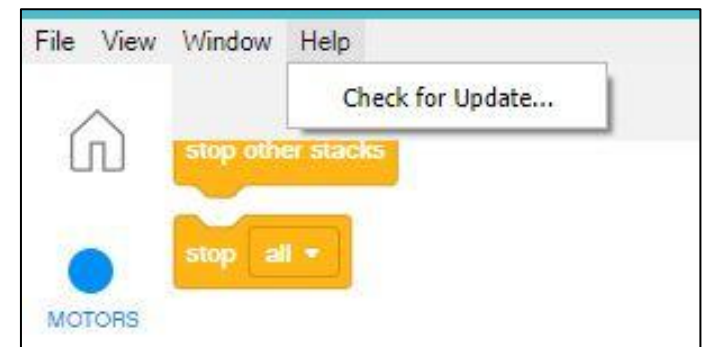 File View Window Help
Check for Update...
stop other stacks
stop all
MOTORS